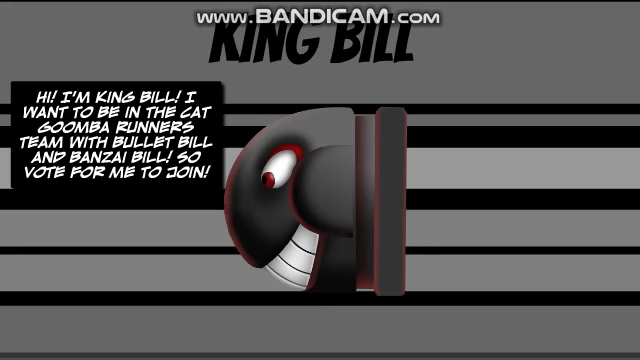 www.BANDICAM.com
KING BILL
HI! I'M KING BILL! I
WANT TO BE IN THE CAT
GOOMBA RUNNERS
TEAM WITH BULLET BILL
AND BANZAI BILL! SO
VOTE FOR ME TO JOIN!